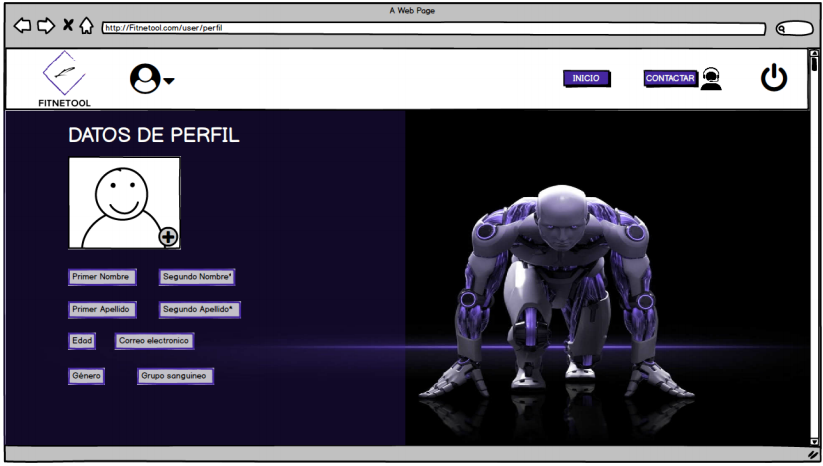 A Web Page
http://Fitnetool.com/user/perfil
FITNETOOL
INICIO
CONTACTAR
DATOS DE PERFIL
Primer Nombre
Segundo Nombre*
Primer Apellido
Segundo Apellido*
Edad
Correo electronico
Género
Grupo sanguineo